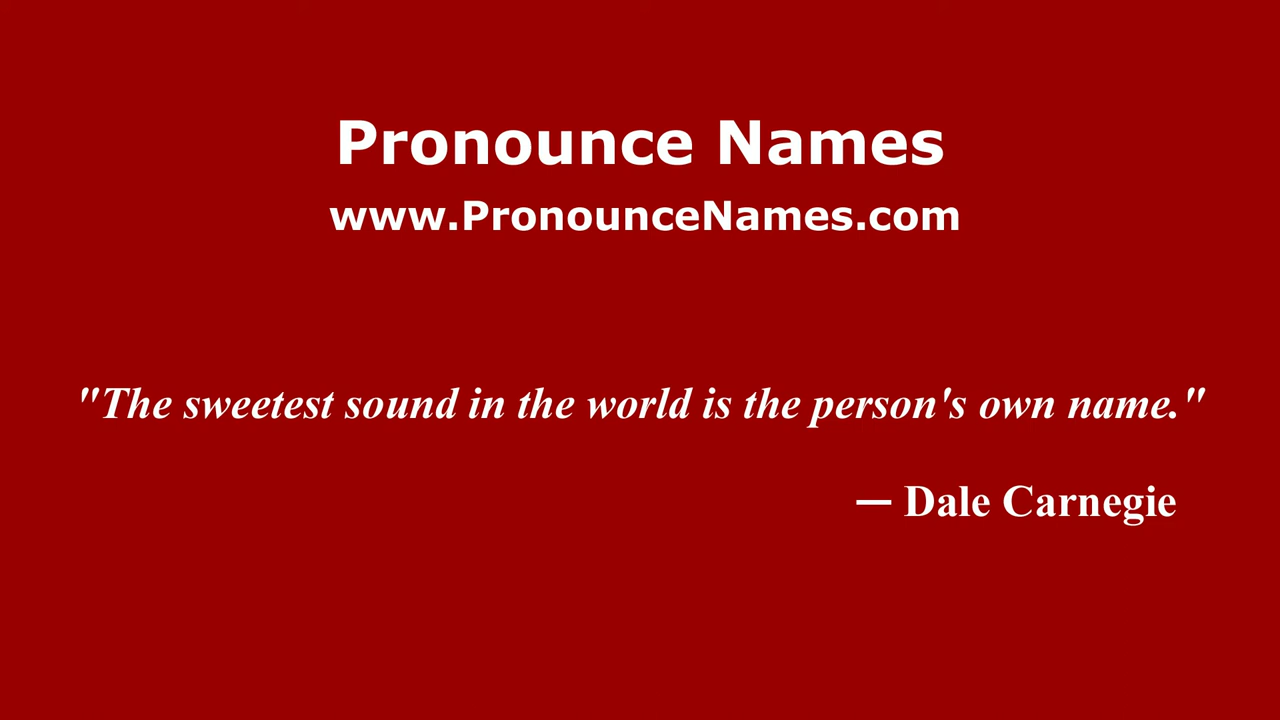 Pronounce Names
www.PronounceNames.com
"The sweetest sound in the world is the person's own name."
— Dale Carnegie